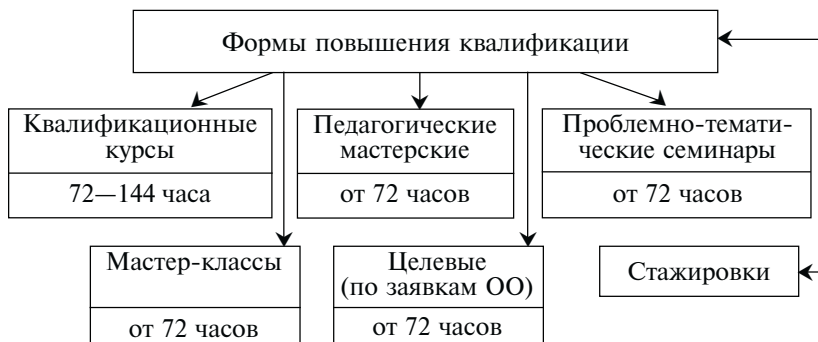 Формы повышения квалификации
Квалификационные
курсы
72—144 часа
Педагогические
мастерские
от 72 часов
Проблемно-темати-
ческие семинары
от 72 часов
Мастер-классы
от 72 часов
Целевые
(по заявкам ОО)
от 72 часов
Стажировки